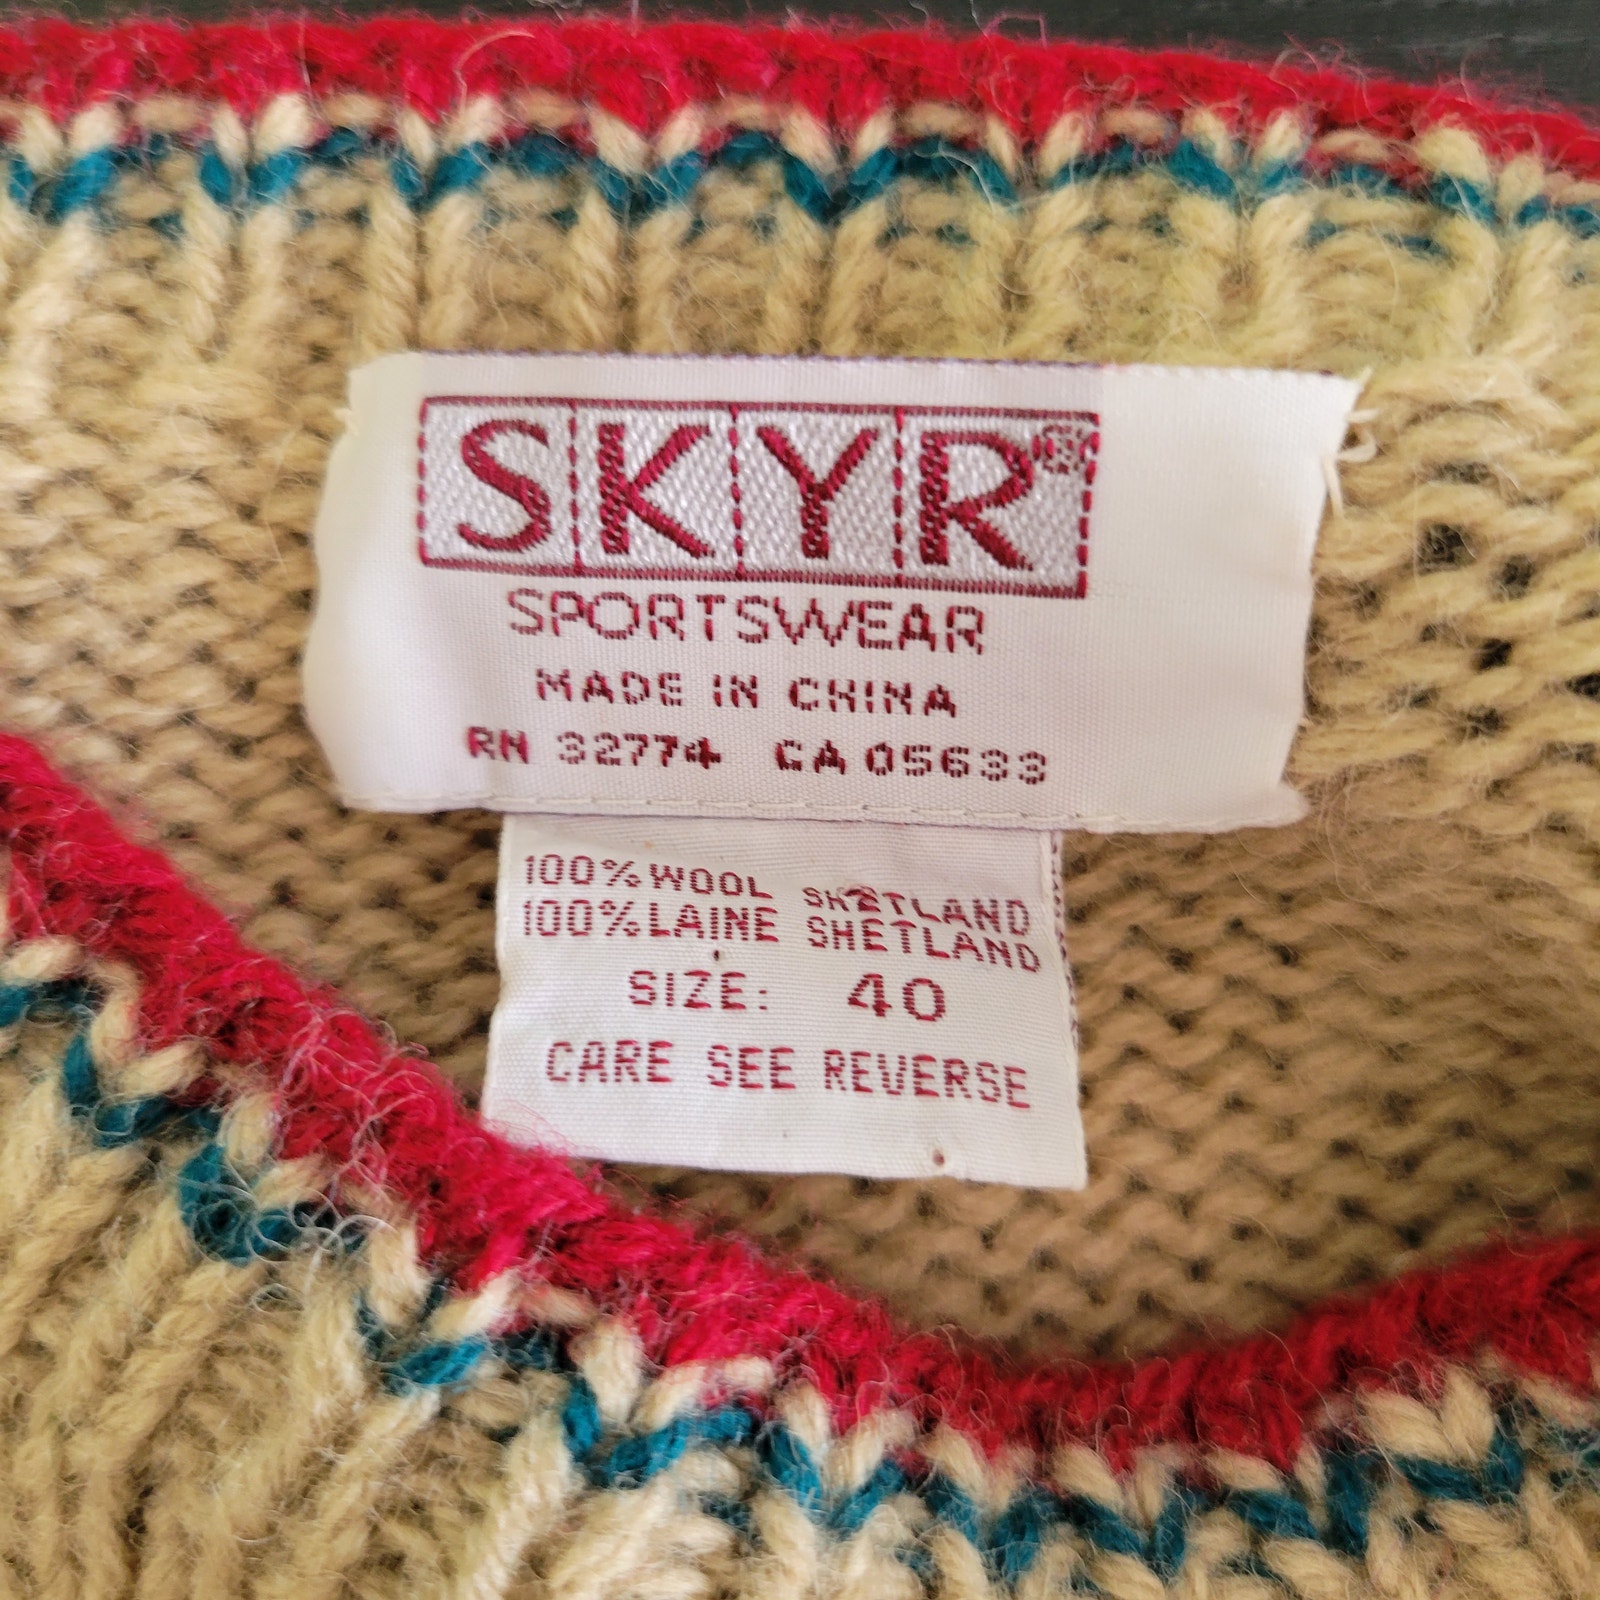 SKYR®
SPORTSWEAR
MADE IN CHINA
RN 32774 CA 05633
100% WOOL SHETLAND
100% LAINE SHETLAND
SIZE: 40
CARE SEE REVERSE